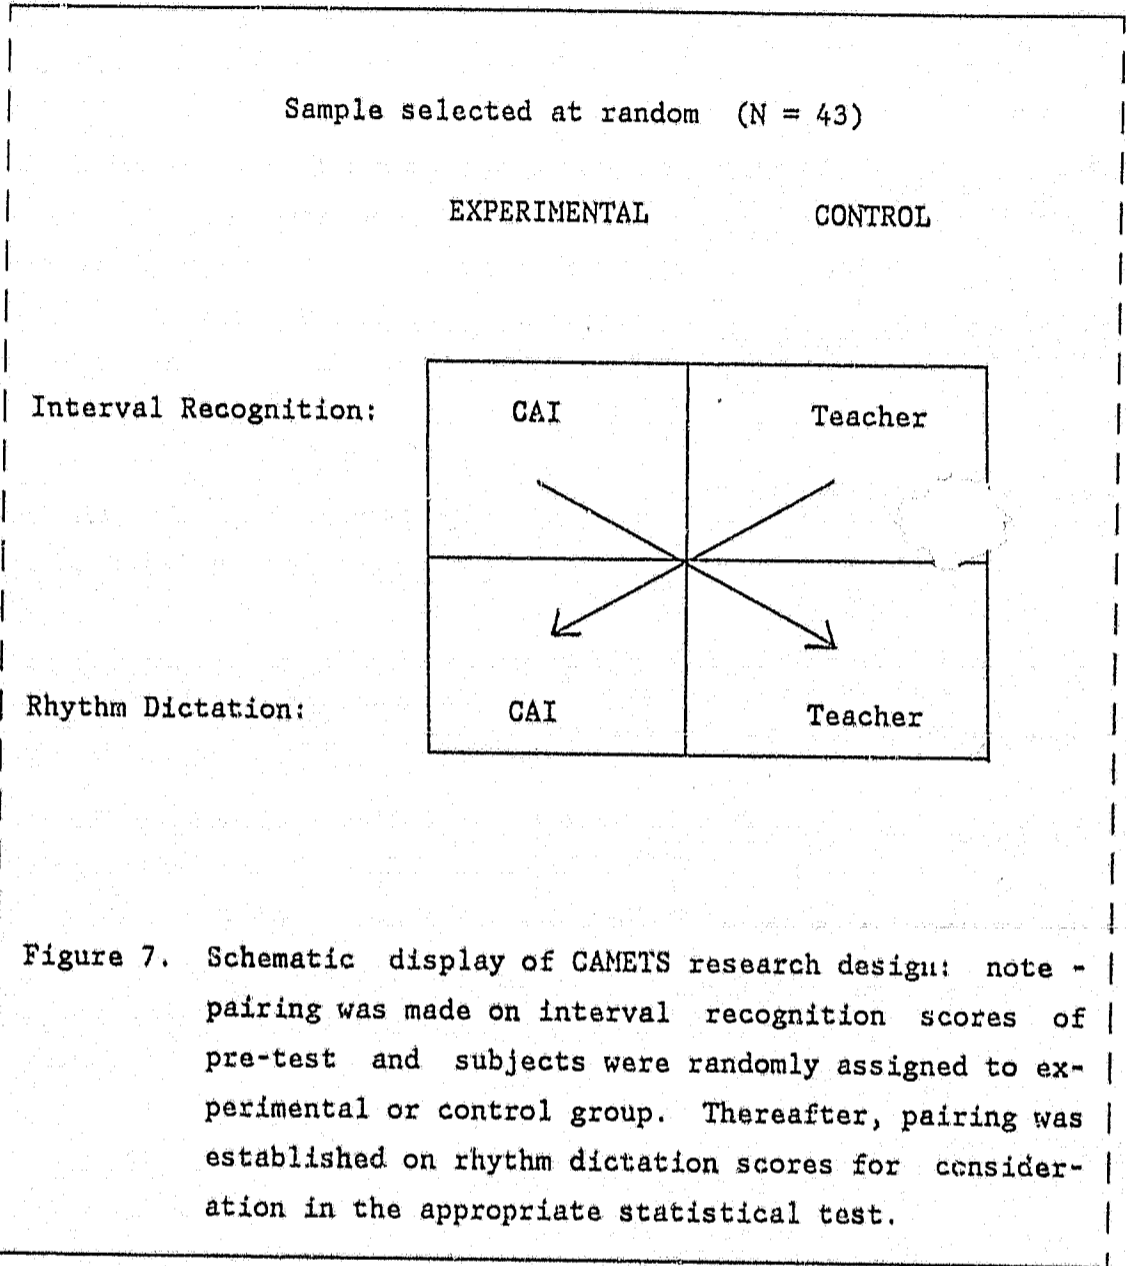 Sample selected at random (N = 43)
EXPERIMENTAL CONTROL
Interval Recognition: CAI Teacher
Rhythm Dictation: CAI Teacher
Figure 7. Schematic display of CAMETS research design: note -
pairing was made on interval recognition scores of
pre-test and subjects were randomly assigned to ex-
perimental or control group. Thereafter, pairing was
established on rhythm dictation scores for consider-
ation in the appropriate statistical test.